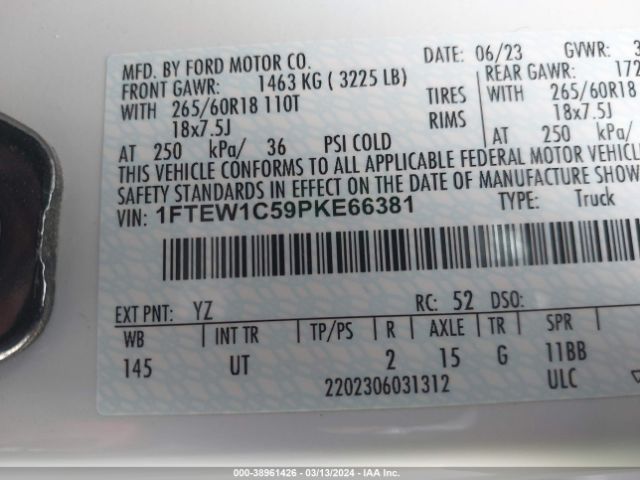 MFD. BY FORD MOTOR CO. DATE: 06/23 GVWR: 3
FRONT GAWR: 1463 KG ( 3225 LB) REAR GAWR: 172
WITH 265/60R18 110T TIRES WITH 265/60R18
18x7.5J RIMS 18x7.5J
AT 250 kPa/ 36 PSI COLD AT 250 kPa/
THIS VEHICLE CONFORMS TO ALL APPLICABLE FEDERAL MOTOR VEHICLE
SAFETY STANDARDS IN EFFECT ON THE DATE OF MANUFACTURE SHOW
VIN: 1FTEW1C59PKE66381 TYPE: Truck
EXT PNT: YZ RC: 52 DSO:
WB INT TR TP/PS R AXLE TR SPR
145 UT 2 15 G 11BB
2202306031312 ULC
000-38961426 - 03/13/2024 - IAA Inc.